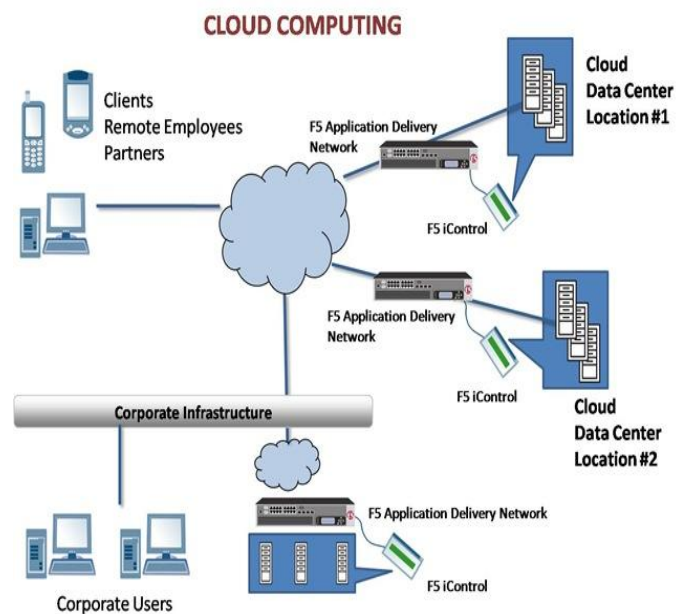 CLOUD COMPUTING
Clients
Remote Employees
Partners
F5 Application Delivery
Network
F5 iControl
Cloud
Data Center
Location #1
F5 Application Delivery
Network
F5 iControl
Cloud
Data Center
Location #2
Corporate Infrastructure
F5 Application Delivery Network
F5 iControl
Corporate Users